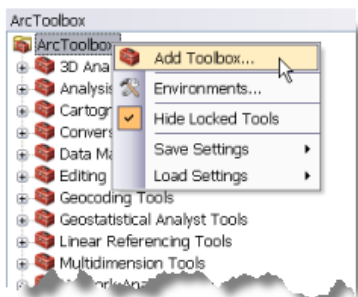 ArcToolbox
ArcToolbox
3D Ana
Add Toolbox...
Analysis
Environments...
Cartogr
Hide Locked Tools
Convers
Data Ma
Save Settings
Editing
Load Settings
Geocoding Tools
Geostatistical Analyst Tools
Linear Referencing Tools
Multidimension Tools